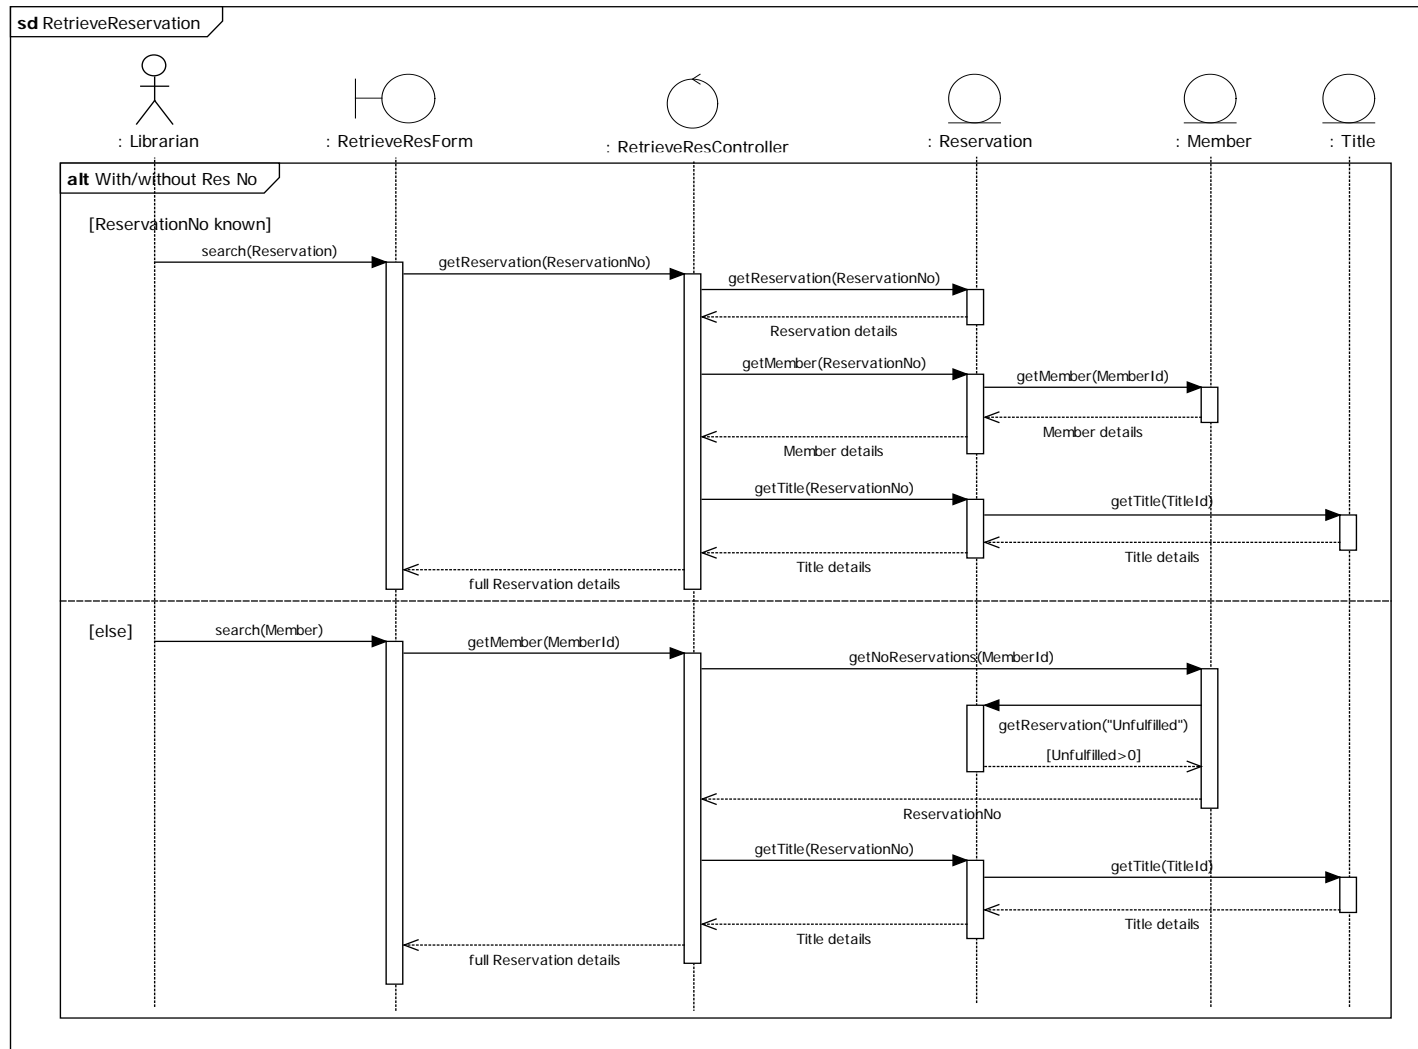 sd RetrieveReservation
: Librarian
: RetrieveResForm
: RetrieveResController
: Reservation
: Member
: Title
alt With/without Res No
[ReservationNo known]
search(Reservation)
getReservation(ReservationNo)
getReservation(ReservationNo)
Reservation details
getMember(ReservationNo)
getMember(MemberId)
Member details
Member details
getTitle(ReservationNo)
getTitle(TitleId)
Title details
Title details
full Reservation details
[else]
search(Member)
getMember(MemberId)
getNoReservations(MemberId)
getReservation("Unfulfilled")
[Unfulfilled>0]
ReservationNo
getTitle(ReservationNo)
getTitle(TitleId)
Title details
Title details
full Reservation details